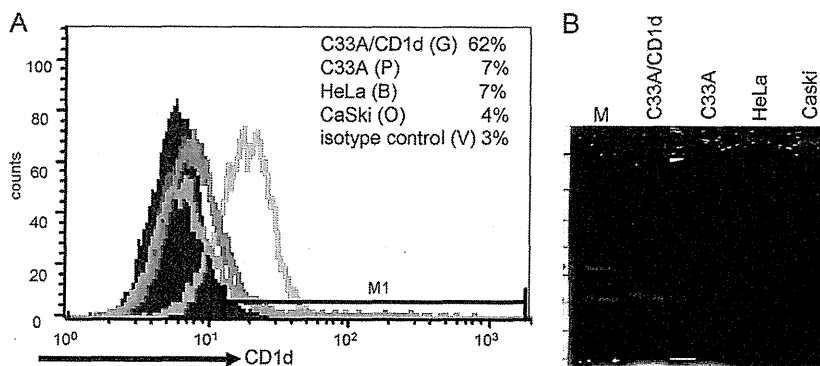 A
C33A/CD1d (G) 62%
C33A (P) 7%
HeLa (B) 7%
CaSki (O) 4%
isotype control (V) 3%
100
80
60
40
20
0
counts
M1
10⁰
10¹
10²
10³
CD1d
B
M
C33A/CD1d
C33A
HeLa
Caski